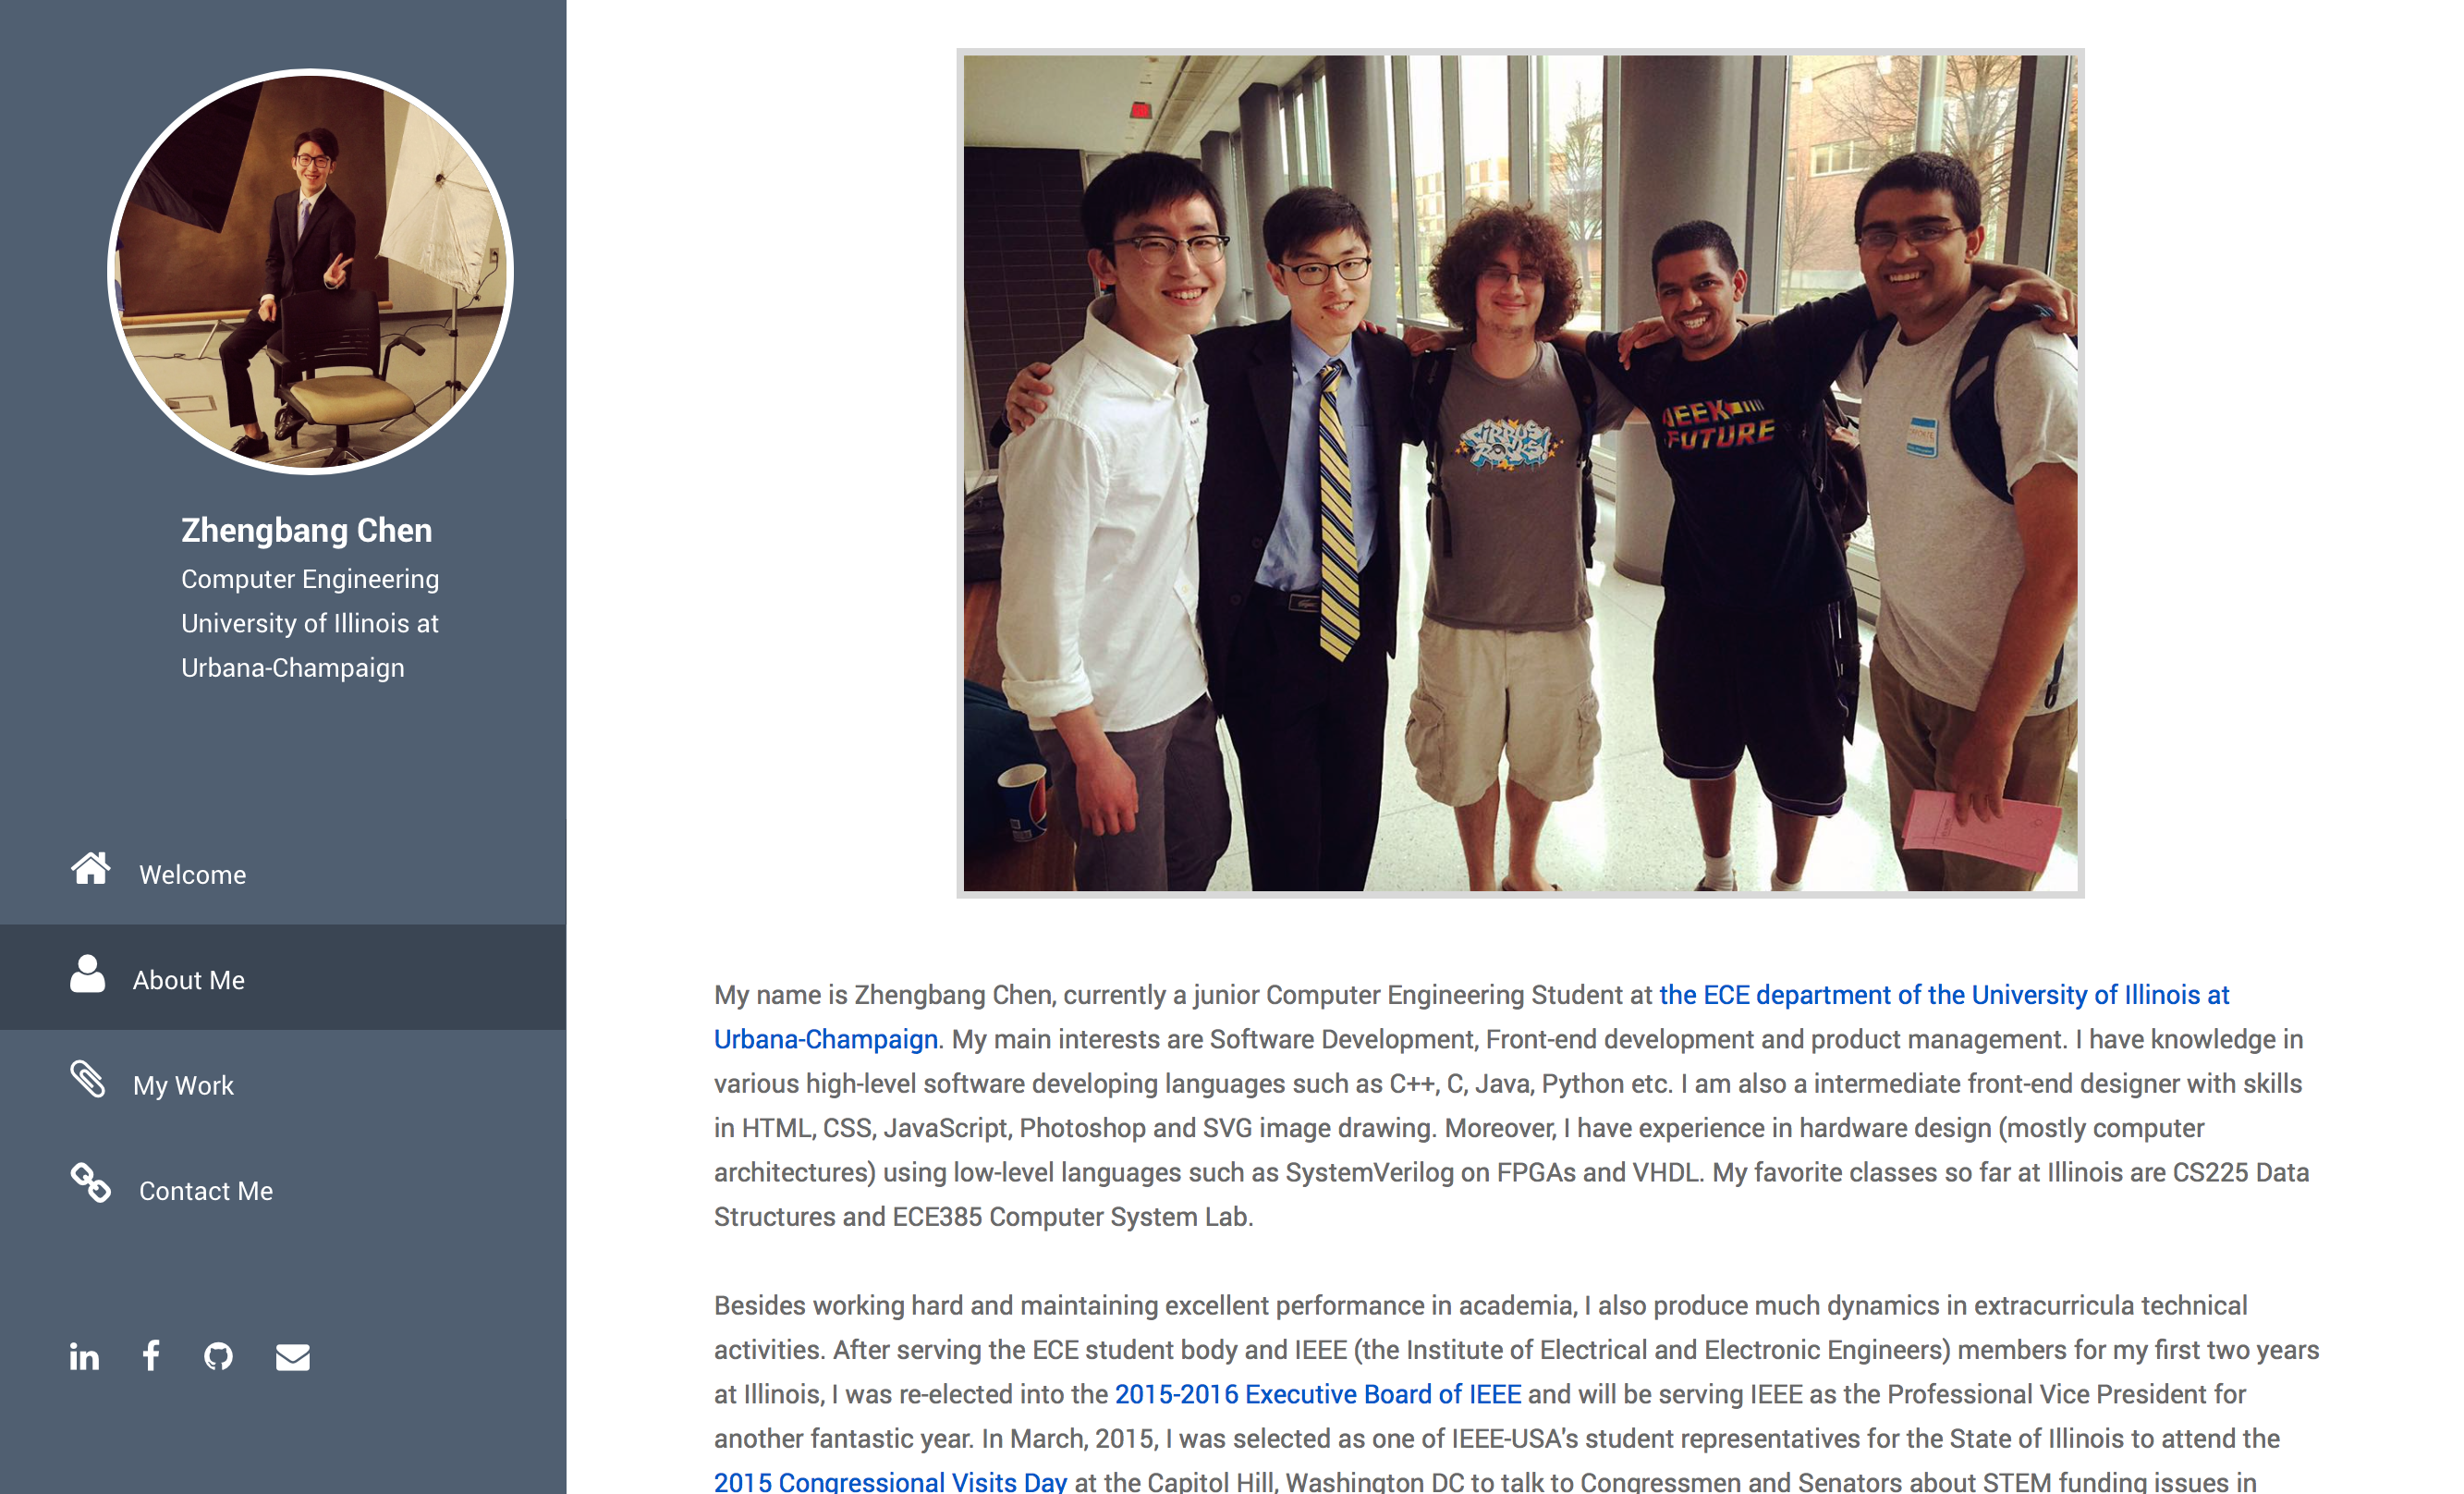 Zhengbang Chen
Computer Engineering
University of Illinois at
Urbana-Champaign
Welcome
About Me
My Work
Contact Me
in f
GEEK
FUTURE
My name is Zhengbang Chen, currently a junior Computer Engineering Student at the ECE department of the University of Illinois at
Urbana-Champaign. My main interests are Software Development, Front-end development and product management. I have knowledge in
various high-level software developing languages such as C++, C, Java, Python etc. I am also a intermediate front-end designer with skills
in HTML, CSS, JavaScript, Photoshop and SVG image drawing. Moreover, I have experience in hardware design (mostly computer
architectures) using low-level languages such as SystemVerilog on FPGAs and VHDL. My favorite classes so far at Illinois are CS225 Data
Structures and ECE385 Computer System Lab.
Besides working hard and maintaining excellent performance in academia, I also produce much dynamics in extracurricula technical
activities. After serving the ECE student body and IEEE (the Institute of Electrical and Electronic Engineers) members for my first two years
at Illinois, I was re-elected into the 2015-2016 Executive Board of IEEE and will be serving IEEE as the Professional Vice President for
another fantastic year. In March, 2015, I was selected as one of IEEE-USA's student representatives for the State of Illinois to attend the
2015 Congressional Visits Day at the Capitol Hill, Washington DC to talk to Congressmen and Senators about STEM funding issues in